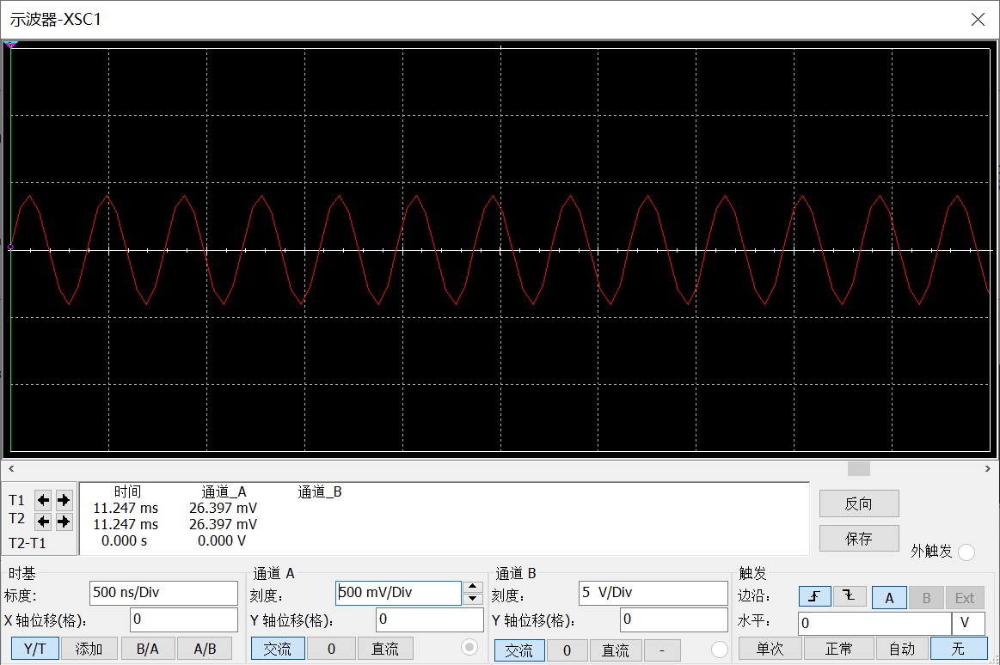 示波器-XSC1
时间 通道_A 通道_B
T1 11.247 ms 26.397 mV
T2 11.247 ms 26.397 mV
T2-T1 0.000 s 0.000 V
反向
保存
外触发
时基
标度: 500 ns/Div
X 轴位移(格): 0
Y/T 添加 B/A A/B
通道 A
刻度: 500 mV/Div
Y 轴位移(格): 0
交流 0 直流
通道 B
刻度: 5 V/Div
Y 轴位移(格): 0
交流 0 直流 -
触发
边沿: A B Ext
水平: 0 V
单次 正常 自动 无